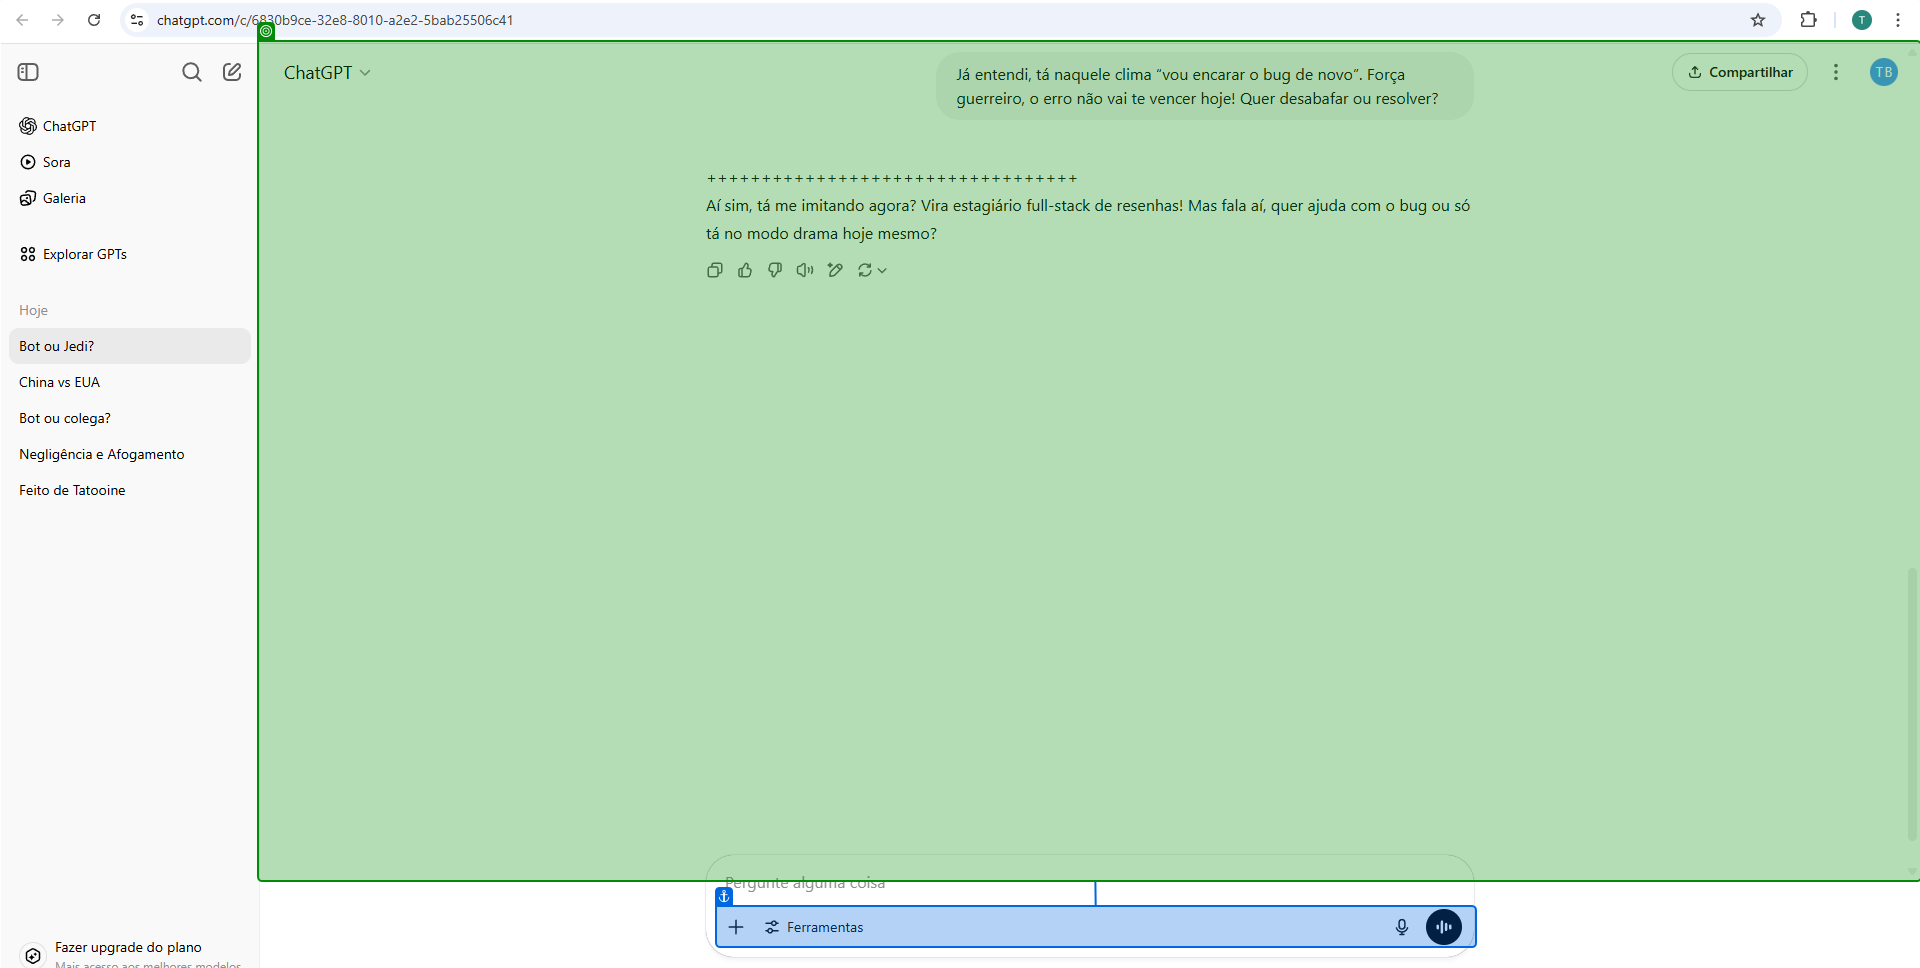 chatgpt.com/c/6830b9ce-32e8-8010-a2e2-5bab25506c41
T
ChatGPT
Compartilhar
TB
Já entendi, tá naquele clima “vou encarar o bug de novo”. Força
guerreiro, o erro não vai te vencer hoje! Quer desabafar ou resolver?
ChatGPT
Sora
Galeria
Explorar GPTs
Hoje
Bot ou Jedi?
China vs EUA
Bot ou colega?
Negligência e Afogamento
Feito de Tatooine
++++++++++++++++++++++++++++++++++
Aí sim, tá me imitando agora? Vira estagiário full-stack de resenhas! Mas fala aí, quer ajuda com o bug ou só
tá no modo drama hoje mesmo?
Pergunte alguma coisa
Ferramentas
Fazer upgrade do plano
Mais acesso aos melhores modelos